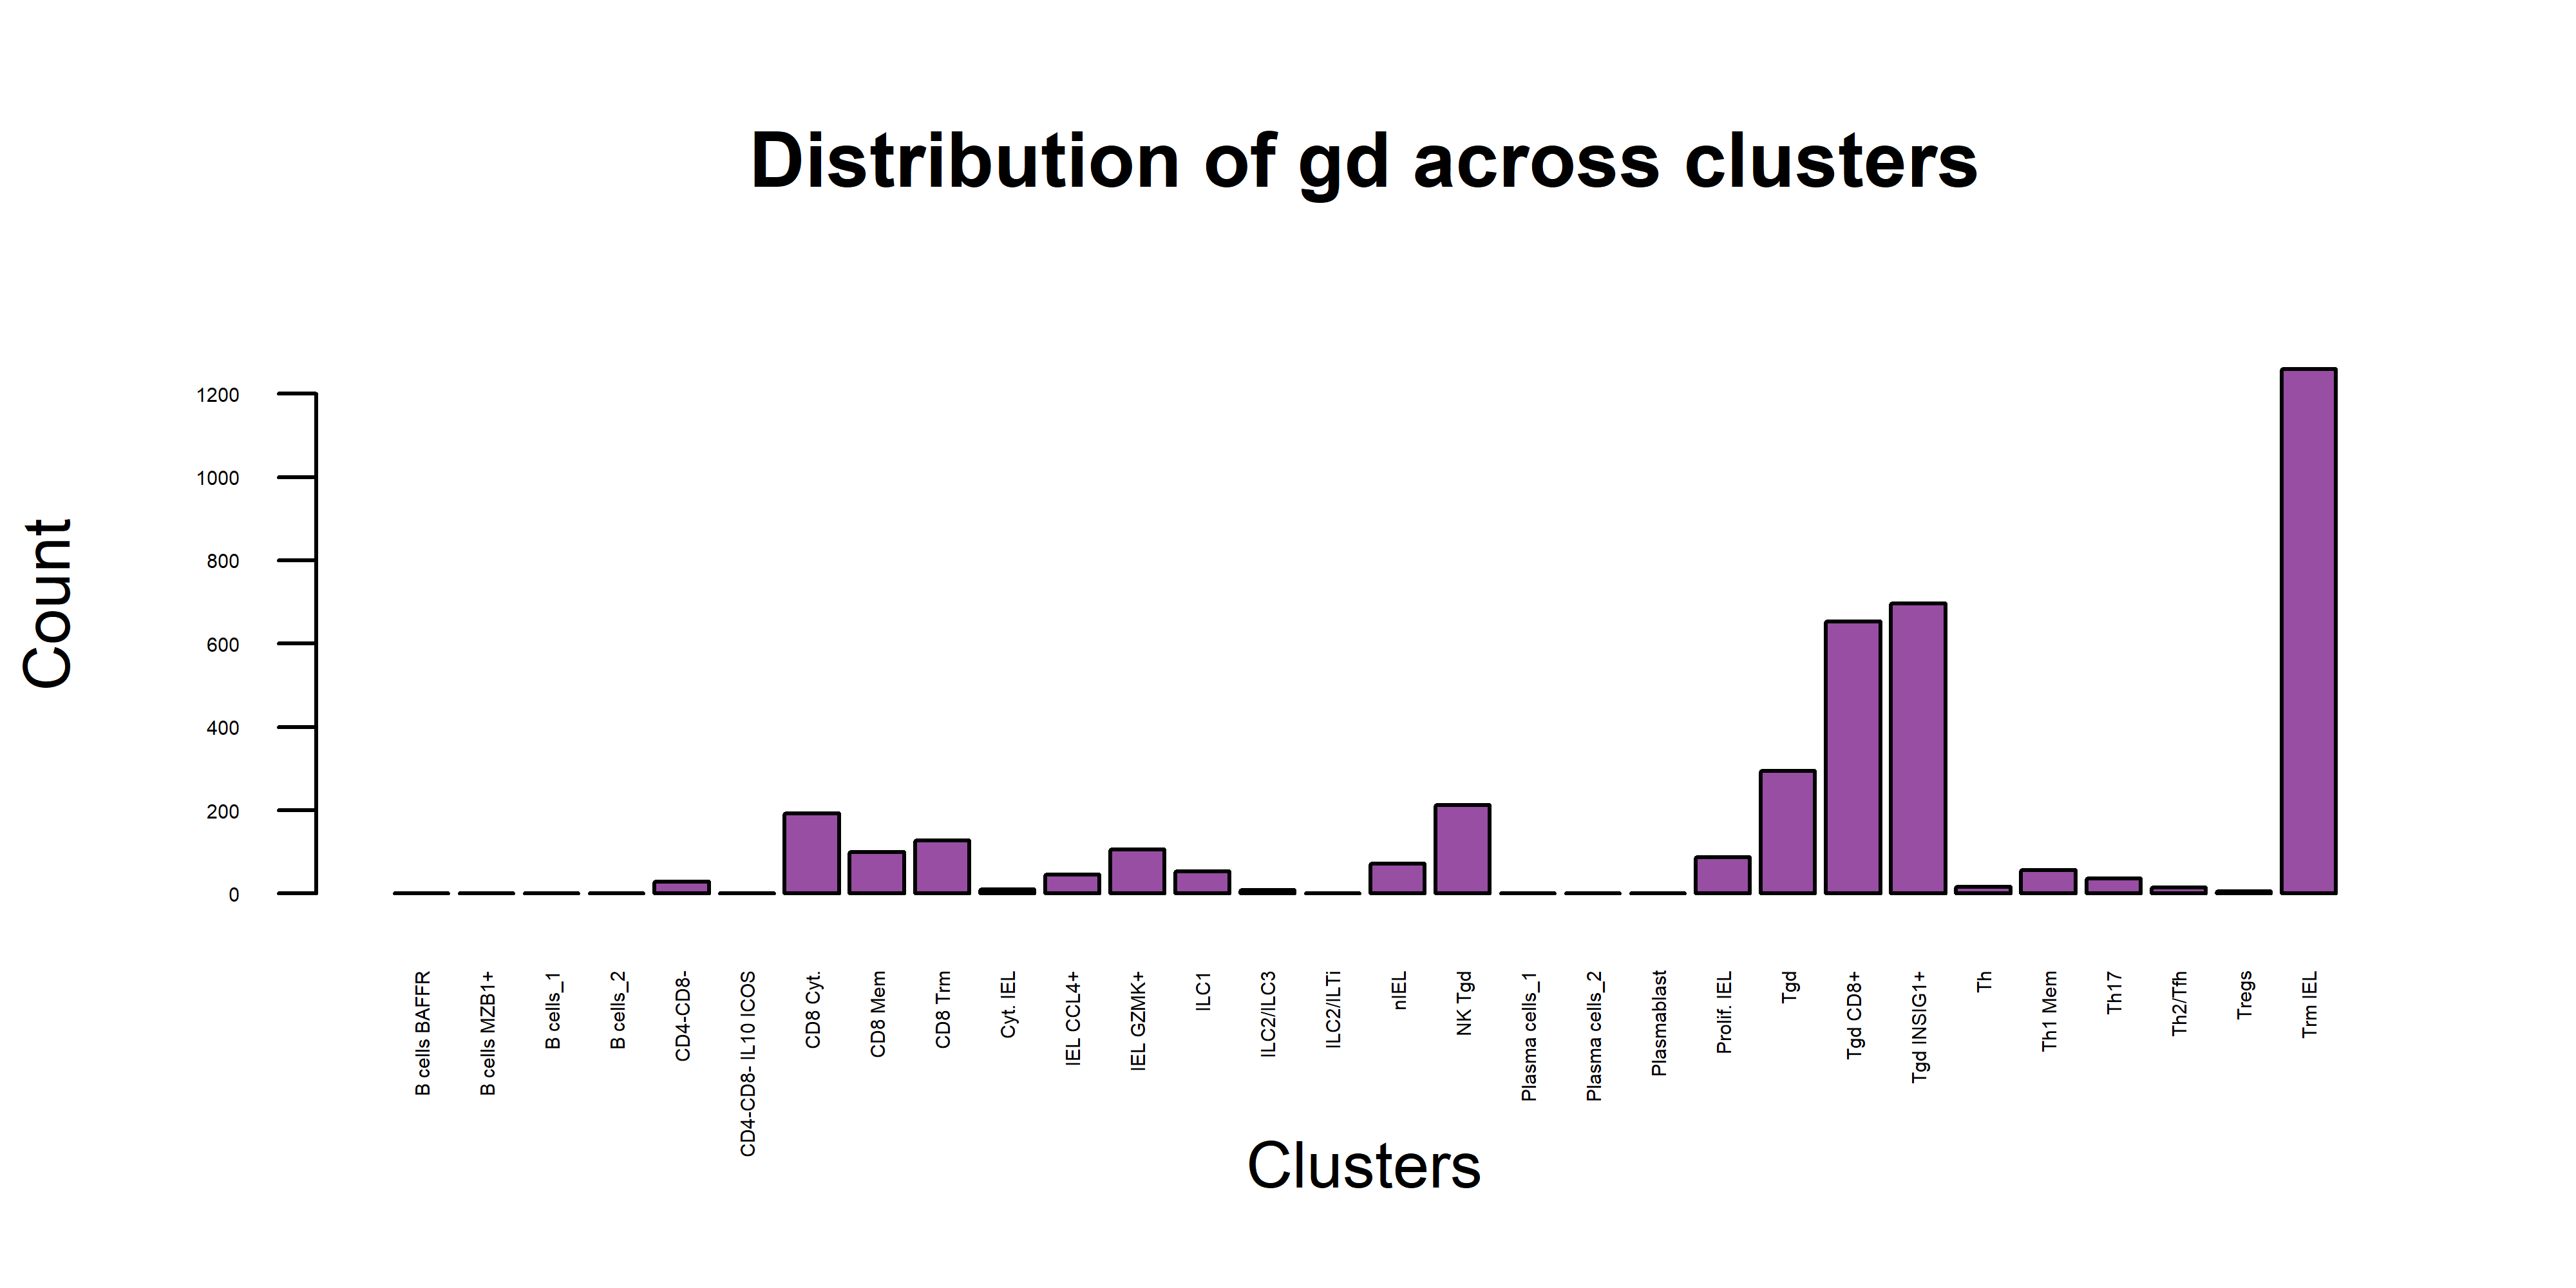 Distribution of gd across clusters
Count
1200
1000
800
600
400
200
0
B cells BAFFR
B cells MZB1+
B cells_1
B cells_2
CD4-CD8-
CD4-CD8- IL10 ICOS
CD8 Cyt.
CD8 Mem
CD8 Trm
Cyt. IEL
IEL CCL4+
IEL GZMK+
ILC1
ILC2/ILC3
ILC2/ILTi
nIEL
NK Tgd
Plasma cells_1
Plasma cells_2
Plasmablast
Prolif. IEL
Tgd
Tgd CD8+
Tgd INSIG1+
Th
Th1 Mem
Th17
Th2/Tfh
Tregs
Trm IEL
Clusters